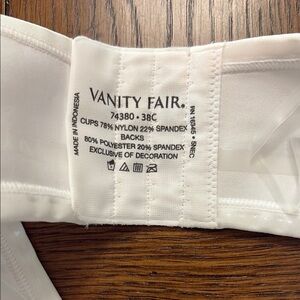 VANITY FAIR®
74380 • 38C
CUPS 78% NYLON 22% SPANDEX
BACKS
80% POLYESTER 20% SPANDEX
EXCLUSIVE OF DECORATION
MADE IN INDONESIA